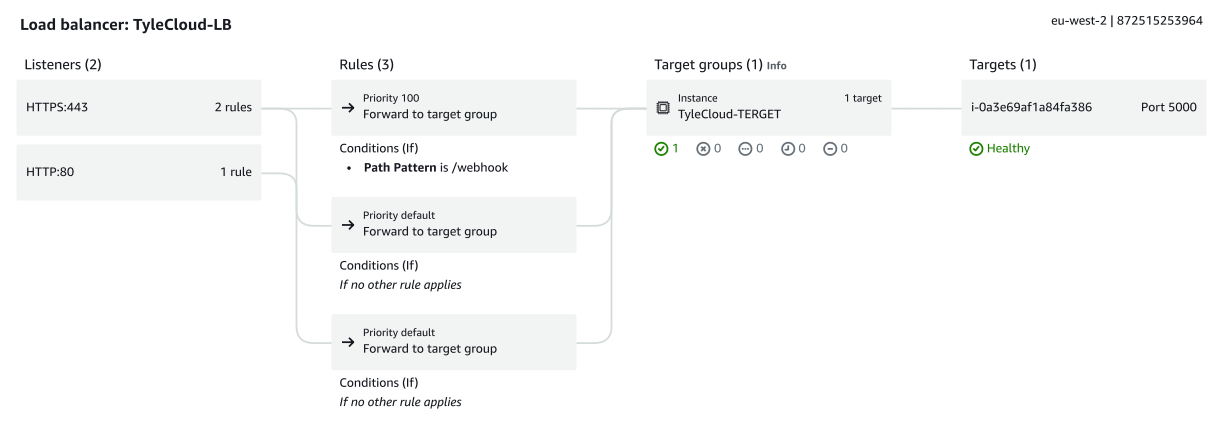 Load balancer: TyleCloud-LB
eu-west-2 | 872515253964
Listeners (2)
Rules (3)
Target groups (1) Info
Targets (1)
HTTPS:443
2 rules
Priority 100
Forward to target group
Instance
1 target
TyleCloud-TERGET
i-0a3e69af1a84fa386
Port 5000
Conditions (If)
• Path Pattern is /webhook
1
0
0
0
0
Healthy
HTTP:80
1 rule
Priority default
Forward to target group
Conditions (If)
If no other rule applies
Priority default
Forward to target group
Conditions (If)
If no other rule applies